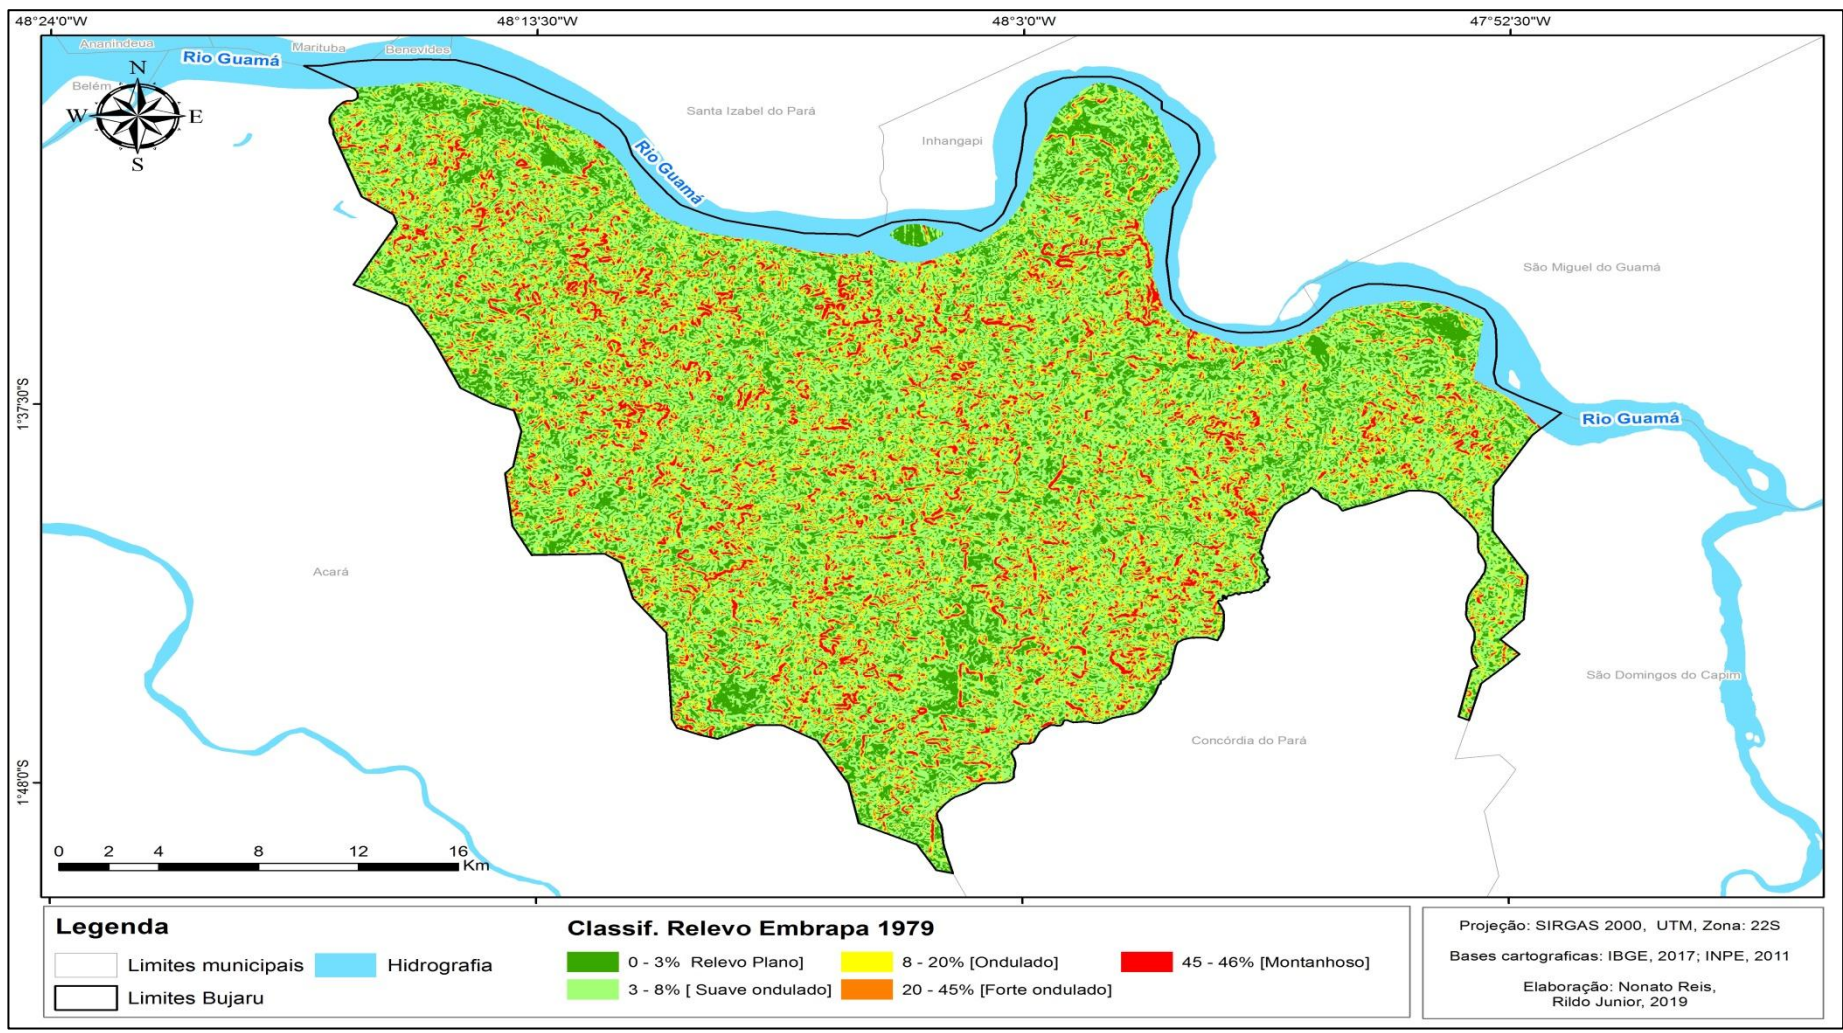 48°24'0"W
48°13'30"W
48°3'0"W
47°52'30"W
Ananindeua
Marituba
Benevides
Rio Guamá
Belém
N
W
E
S
Santa Izabel do Pará
Inhangapi
Rio Guamá
São Miguel do Guamá
1°37'30"S
Rio Guamá
Acará
São Domingos do Capim
Concórdia do Pará
1°48'0"S
0 2 4 8 12 16
Km
Legenda
Limites municipais
Hidrografia
Limites Bujaru
Classif. Relevo Embrapa 1979
0 - 3% Relevo Plano]
8 - 20% [Ondulado]
45 - 46% [Montanhoso]
3 - 8% [ Suave ondulado]
20 - 45% [Forte ondulado]
Projeção: SIRGAS 2000, UTM, Zona: 22S
Bases cartograficas: IBGE, 2017; INPE, 2011
Elaboração: Nonato Reis,
Rildo Junior, 2019